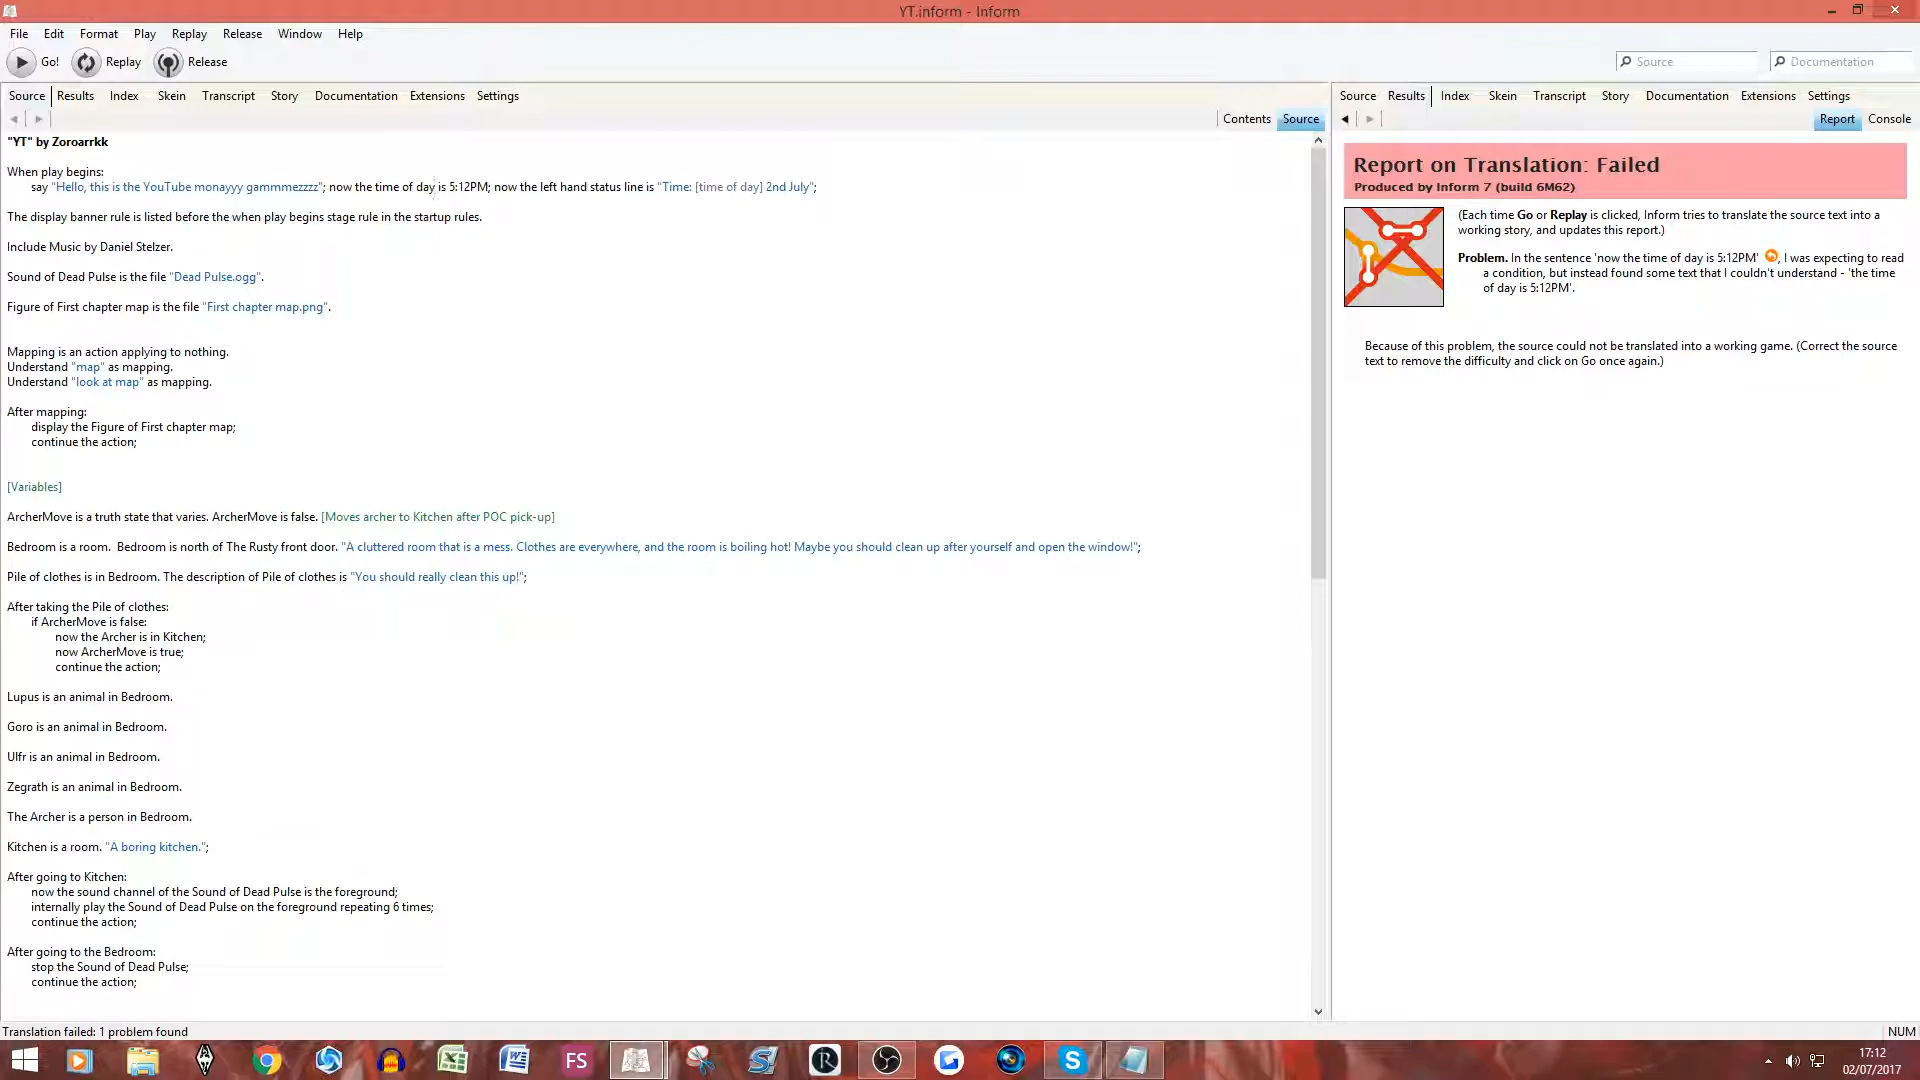 YT.inform - Inform
File Edit Format Play Replay Release Window Help
Go! Replay Release Source Documentation
Source Results Index Skein Transcript Story Documentation Extensions Settings
Contents Source
"YT" by Zoroarrkk
When play begins:
say "Hello, this is the YouTube monayyy gammmezzzz"; now the time of day is 5:12PM; now the left hand status line is "Time: [time of day] 2nd July";
The display banner rule is listed before the when play begins stage rule in the startup rules.
Include Music by Daniel Stelzer.
Sound of Dead Pulse is the file "Dead Pulse.ogg".
Figure of First chapter map is the file "First chapter map.png".
Mapping is an action applying to nothing.
Understand "map" as mapping.
Understand "look at map" as mapping.
After mapping:
display the Figure of First chapter map;
continue the action;
[Variables]
ArcherMove is a truth state that varies. ArcherMove is false. [Moves archer to Kitchen after POC pick-up]
Bedroom is a room.  Bedroom is north of The Rusty front door. "A cluttered room that is a mess. Clothes are everywhere, and the room is boiling hot! Maybe you should clean up after yourself and open the window!";
Pile of clothes is in Bedroom. The description of Pile of clothes is "You should really clean this up!";
After taking the Pile of clothes:
if ArcherMove is false:
now the Archer is in Kitchen;
now ArcherMove is true;
continue the action;
Lupus is an animal in Bedroom.
Goro is an animal in Bedroom.
Ulfr is an animal in Bedroom.
Zegrath is an animal in Bedroom.
The Archer is a person in Bedroom.
Kitchen is a room. "A boring kitchen.";
After going to Kitchen:
now the sound channel of the Sound of Dead Pulse is the foreground;
internally play the Sound of Dead Pulse on the foreground repeating 6 times;
continue the action;
After going to the Bedroom:
stop the Sound of Dead Pulse;
continue the action;
Source Results Index Skein Transcript Story Documentation Extensions Settings
Report Console
Report on Translation: Failed
Produced by Inform 7 (build 6M62)
(Each time Go or Replay is clicked, Inform tries to translate the source text into a
working story, and updates this report.)
Problem. In the sentence 'now the time of day is 5:12PM' , I was expecting to read
a condition, but instead found some text that I couldn't understand - 'the time
of day is 5:12PM'.
Because of this problem, the source could not be translated into a working game. (Correct the source
text to remove the difficulty and click on Go once again.)
Translation failed: 1 problem found NUM
FS
17:12
02/07/2017